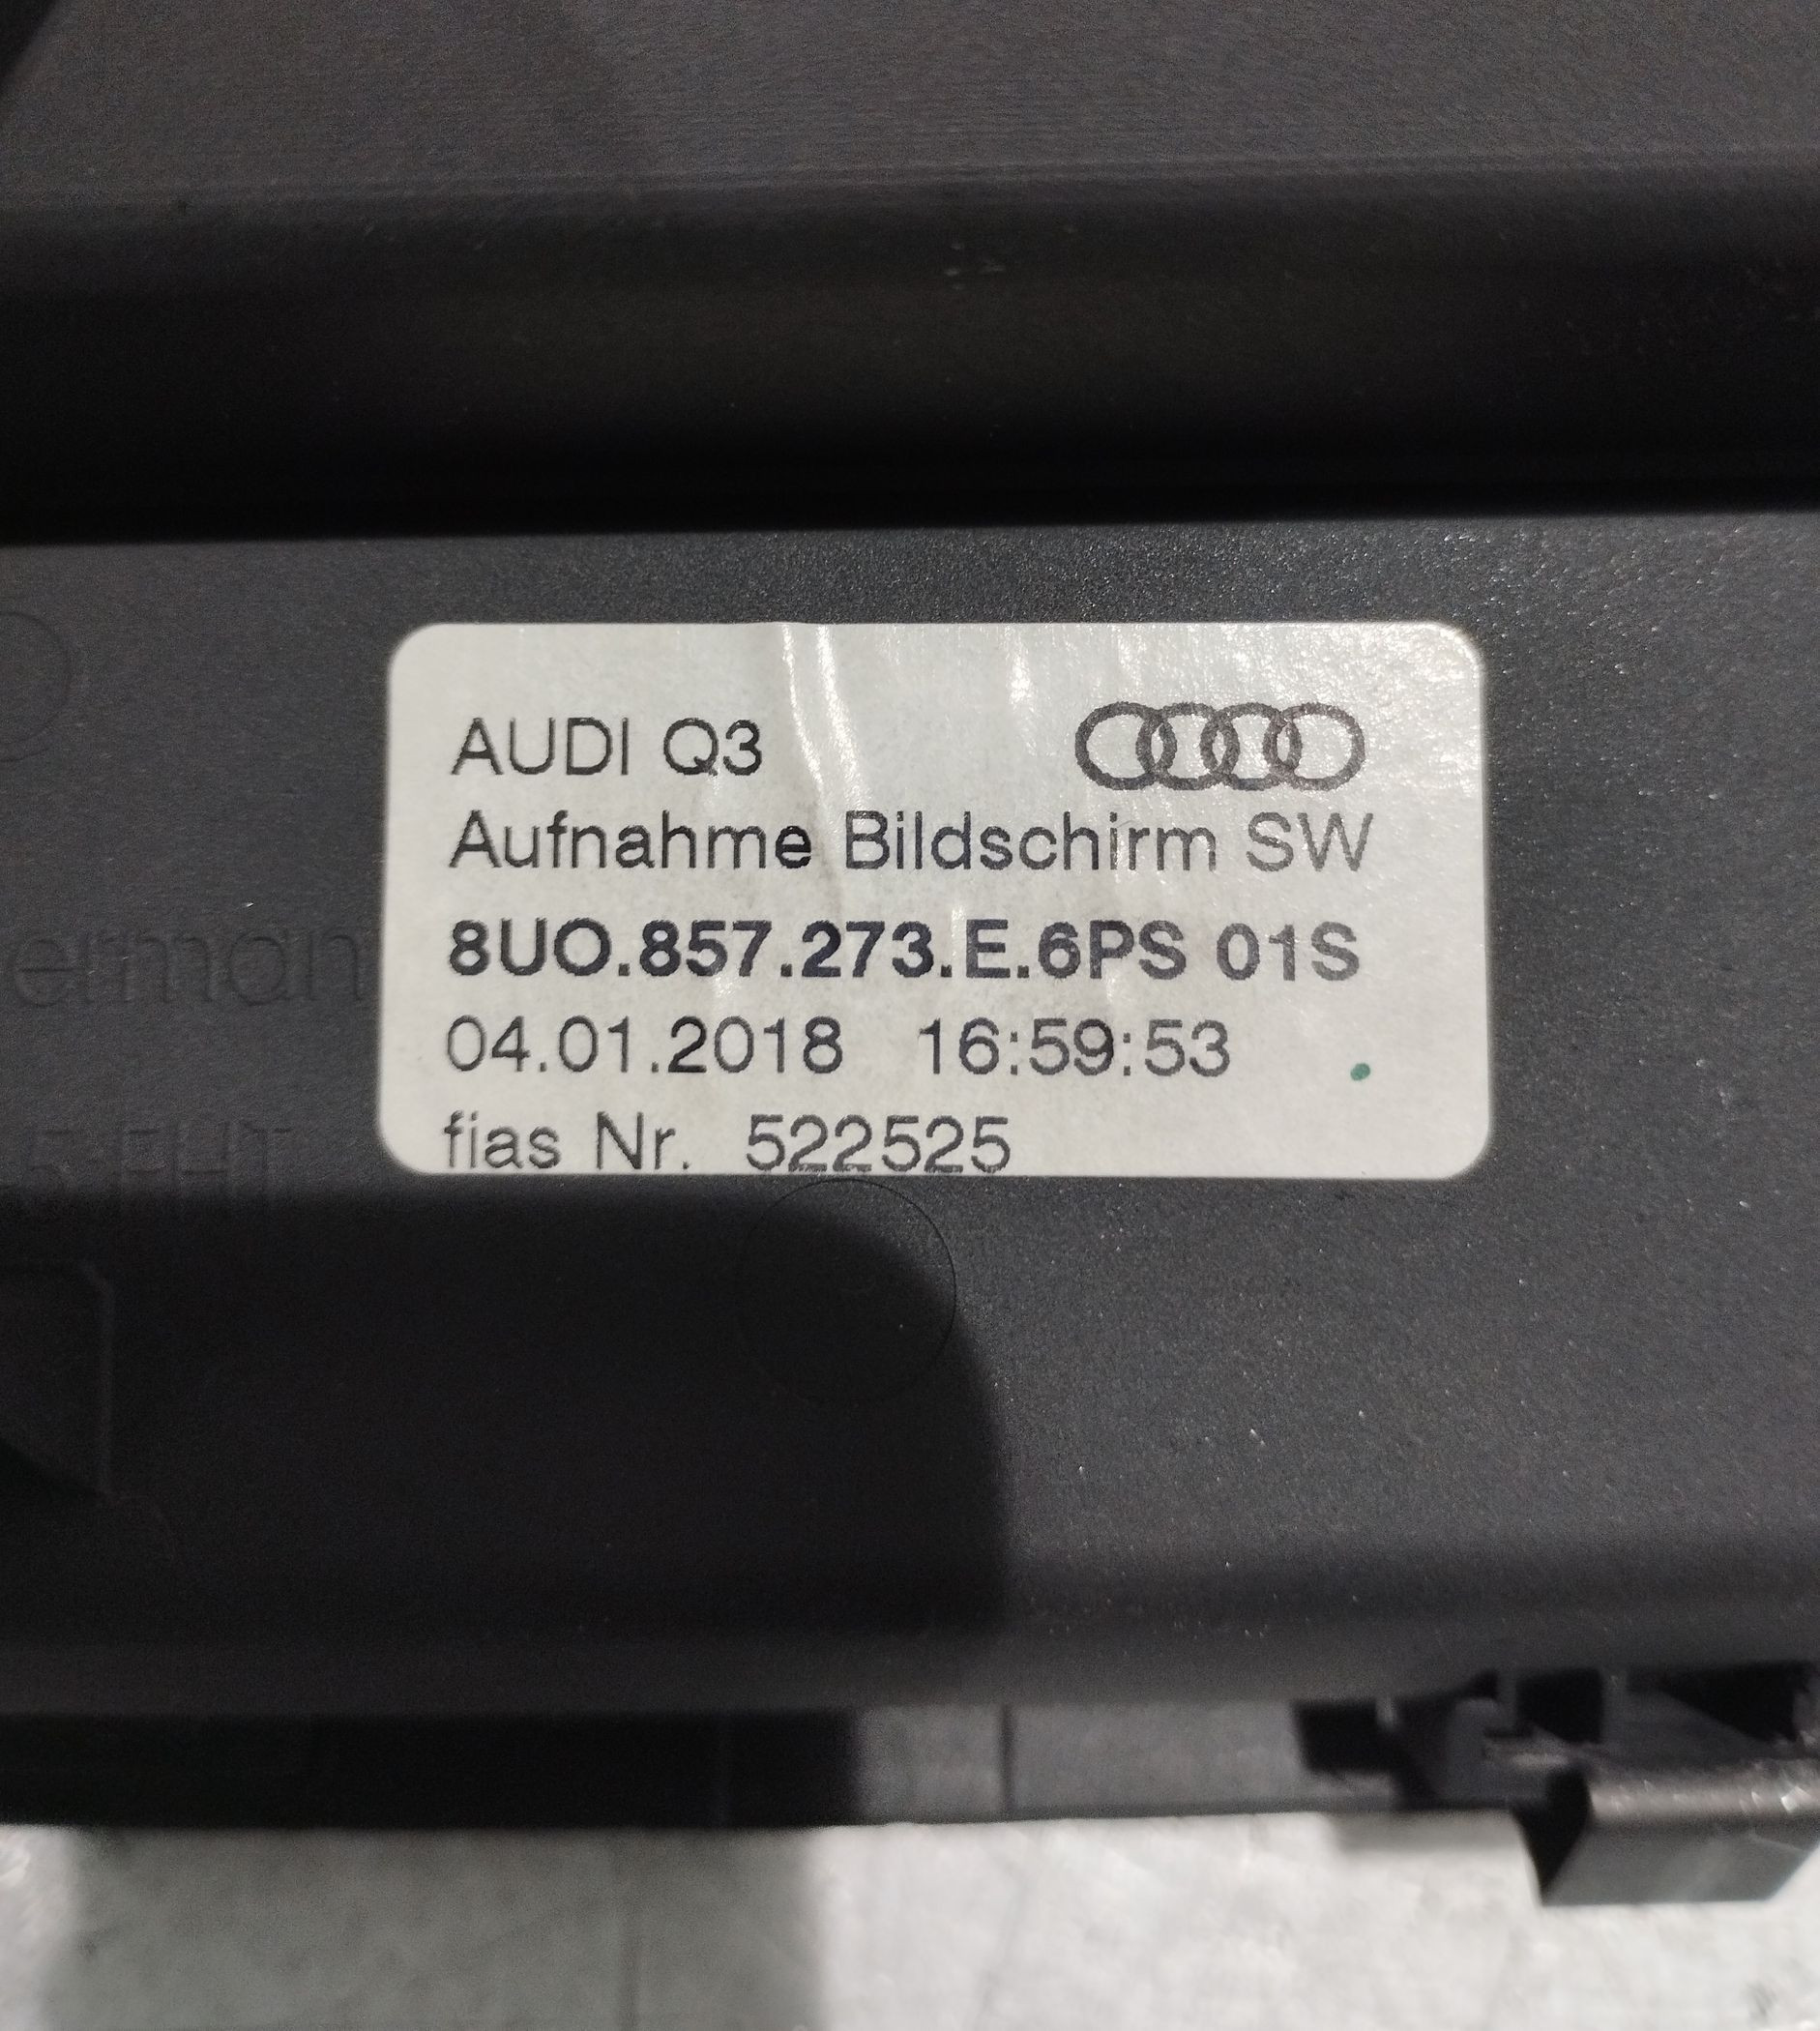 AUDI Q3
Aufnahme Bildschirm SW
8UO.857.273.E.6PS 01S
04.01.2018 16:59:53
fias Nr. 522525